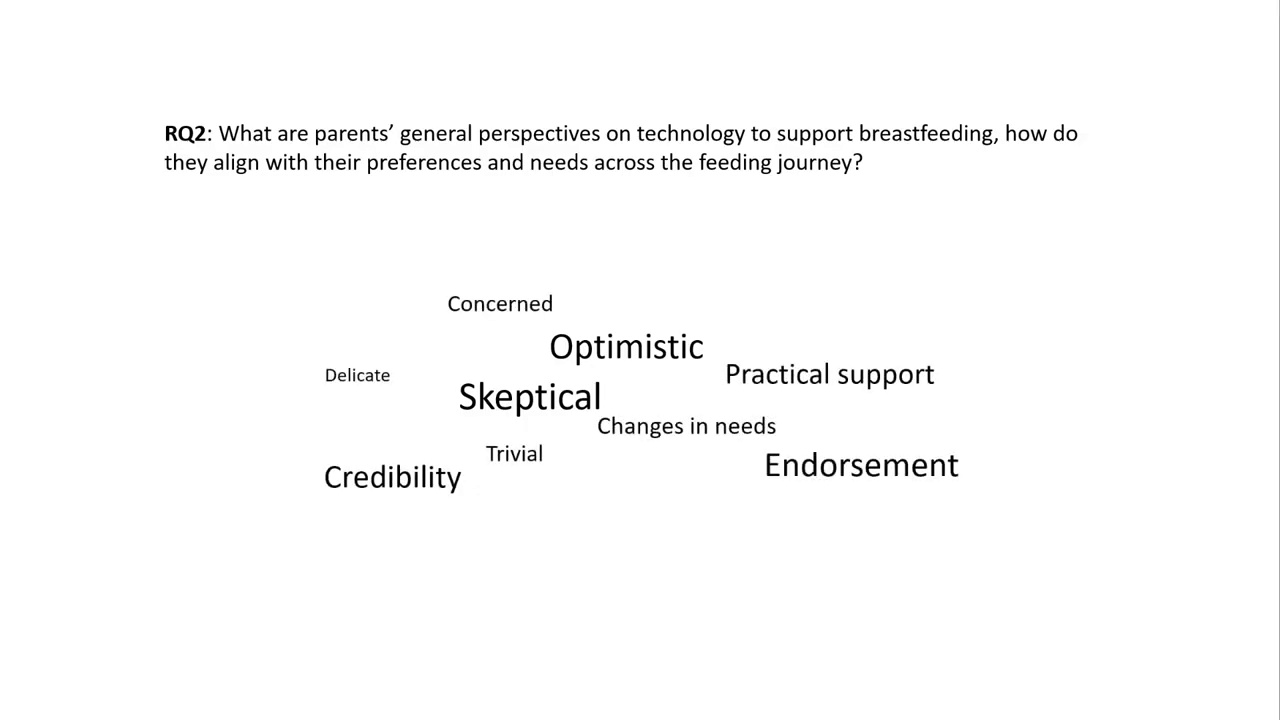 RQ2: What are parents’ general perspectives on technology to support breastfeeding, how do
they align with their preferences and needs across the feeding journey?
Concerned
Optimistic
Delicate
Practical support
Skeptical
Changes in needs
Trivial
Credibility
Endorsement